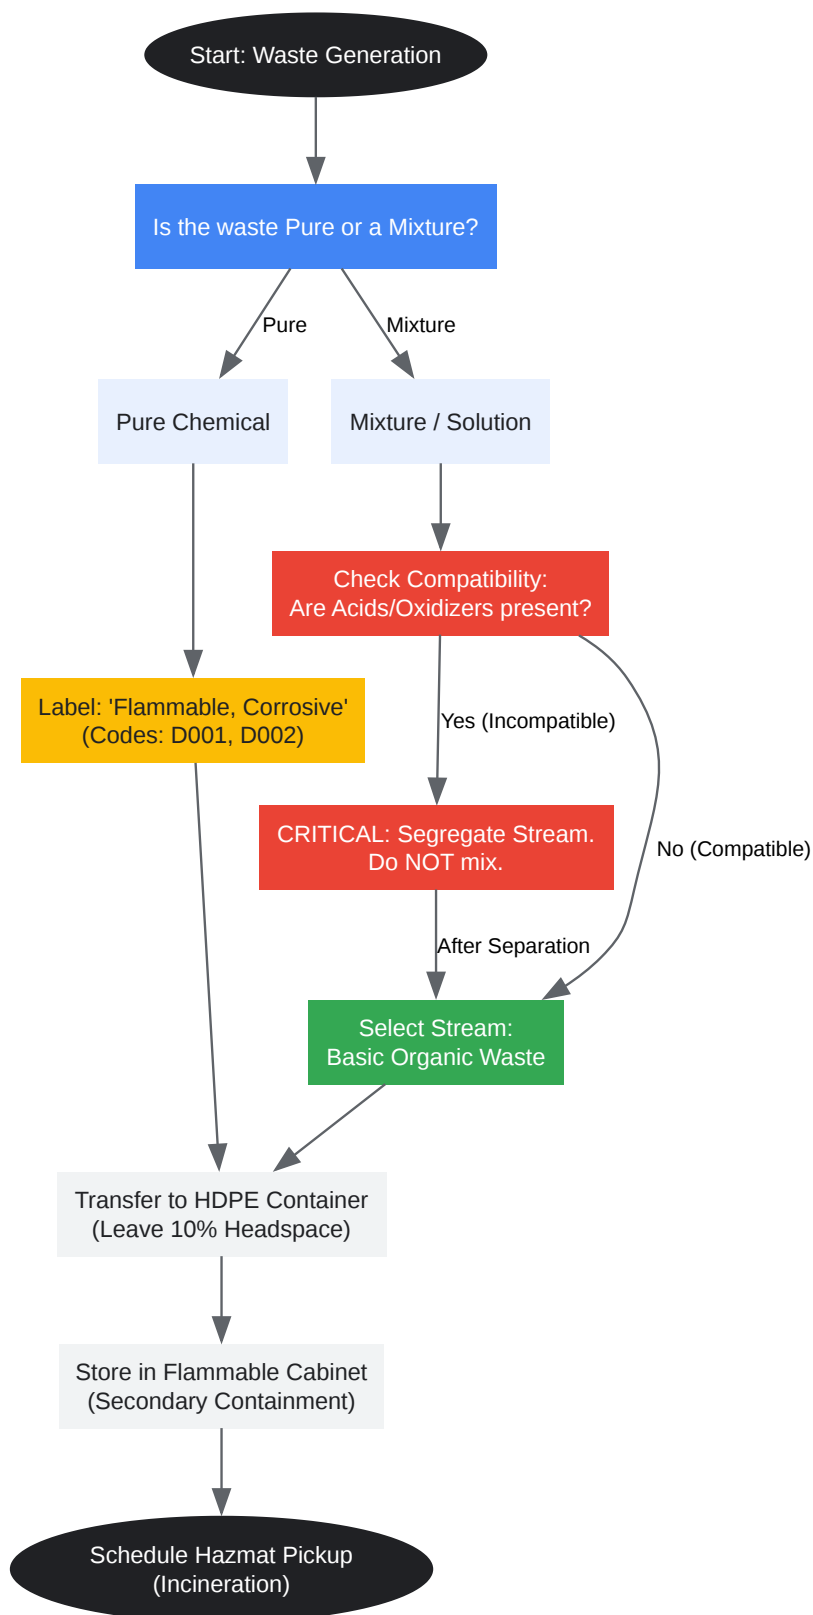 Start: Waste Generation
Is the waste Pure or a Mixture?
Pure
Mixture
Pure Chemical
Mixture / Solution
Check Compatibility:
Are Acids/Oxidizers present?
Label: 'Flammable, Corrosive'
(Codes: D001, D002)
Yes (Incompatible)
CRITICAL: Segregate Stream.
Do NOT mix.
No (Compatible)
After Separation
Select Stream:
Basic Organic Waste
Transfer to HDPE Container
(Leave 10% Headspace)
Store in Flammable Cabinet
(Secondary Containment)
Schedule Hazmat Pickup
(Incineration)